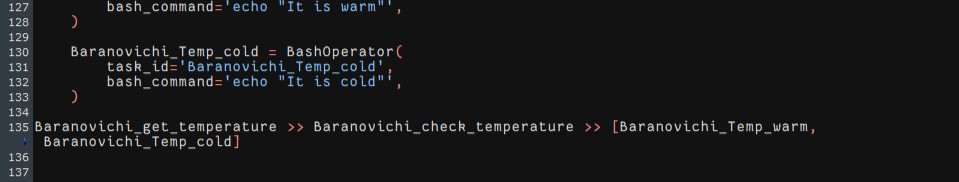 127         bash_command='echo "It is warm"',
128     )
129
130     Baranovichi_Temp_cold = BashOperator(
131         task_id='Baranovichi_Temp_cold',
132         bash_command='echo "It is cold"',
133     )
134
135 Baranovichi_get_temperature >> Baranovichi_check_temperature >> [Baranovichi_Temp_warm,
Baranovichi_Temp_cold]
136
137